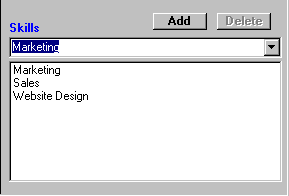 Add Delete
Skills
Marketing
Marketing
Sales
Website Design